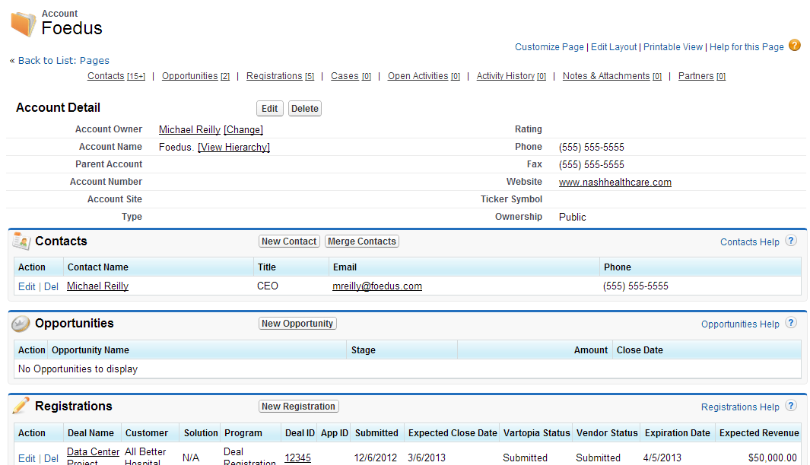 Account
Foedus
Customize Page | Edit Layout | Printable View | Help for this Page ?
« Back to List: Pages
Contacts [15+] | Opportunities [2] | Registrations [5] | Cases [0] | Open Activities [0] | Activity History [0] | Notes & Attachments [0] | Partners [0]
Account Detail Edit Delete
Account Owner Michael Reilly [Change] Rating
Account Name Foedus. [View Hierarchy] Phone (555) 555-5555
Parent Account Fax (555) 555-5555
Account Number Website www.nashhealthcare.com
Account Site Ticker Symbol
Type Ownership Public
Contacts New Contact Merge Contacts Contacts Help ?
Action Contact Name Title Email Phone
Edit | Del Michael Reilly CEO mreilly@foedus.com (555) 555-5555
Opportunities New Opportunity Opportunities Help ?
Action Opportunity Name Stage Amount Close Date
No Opportunities to display
Registrations New Registration Registrations Help ?
Action Deal Name Customer Solution Program Deal ID App ID Submitted Expected Close Date Vartopia Status Vendor Status Expiration Date Expected Revenue
Edit | Del Data Center All Better N/A Deal 12345 12/6/2012 3/6/2013 Submitted Submitted 4/5/2013 $50,000.00
Project Hospital Registration